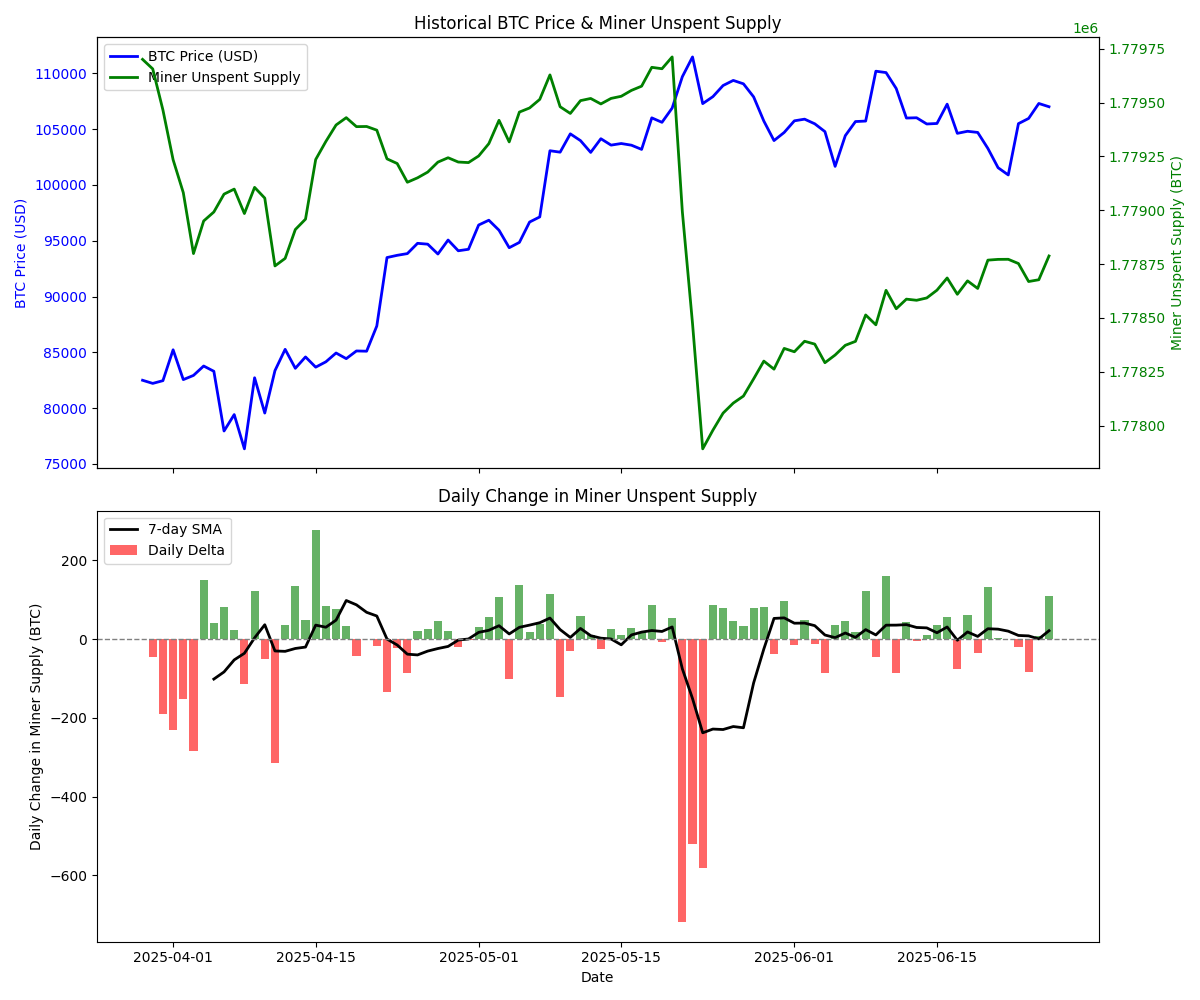 Historical BTC Price & Miner Unspent Supply
1e6
BTC Price (USD)
Miner Unspent Supply
110000
105000
100000
95000
90000
85000
80000
75000
BTC Price (USD)
1.77975
1.77950
1.77925
1.77900
1.77875
1.77850
1.77825
1.77800
Miner Unspent Supply (BTC)
Daily Change in Miner Unspent Supply
7-day SMA
Daily Delta
200
0
−200
−400
−600
Daily Change in Miner Supply (BTC)
2025-04-01
2025-04-15
2025-05-01
2025-05-15
2025-06-01
2025-06-15
Date